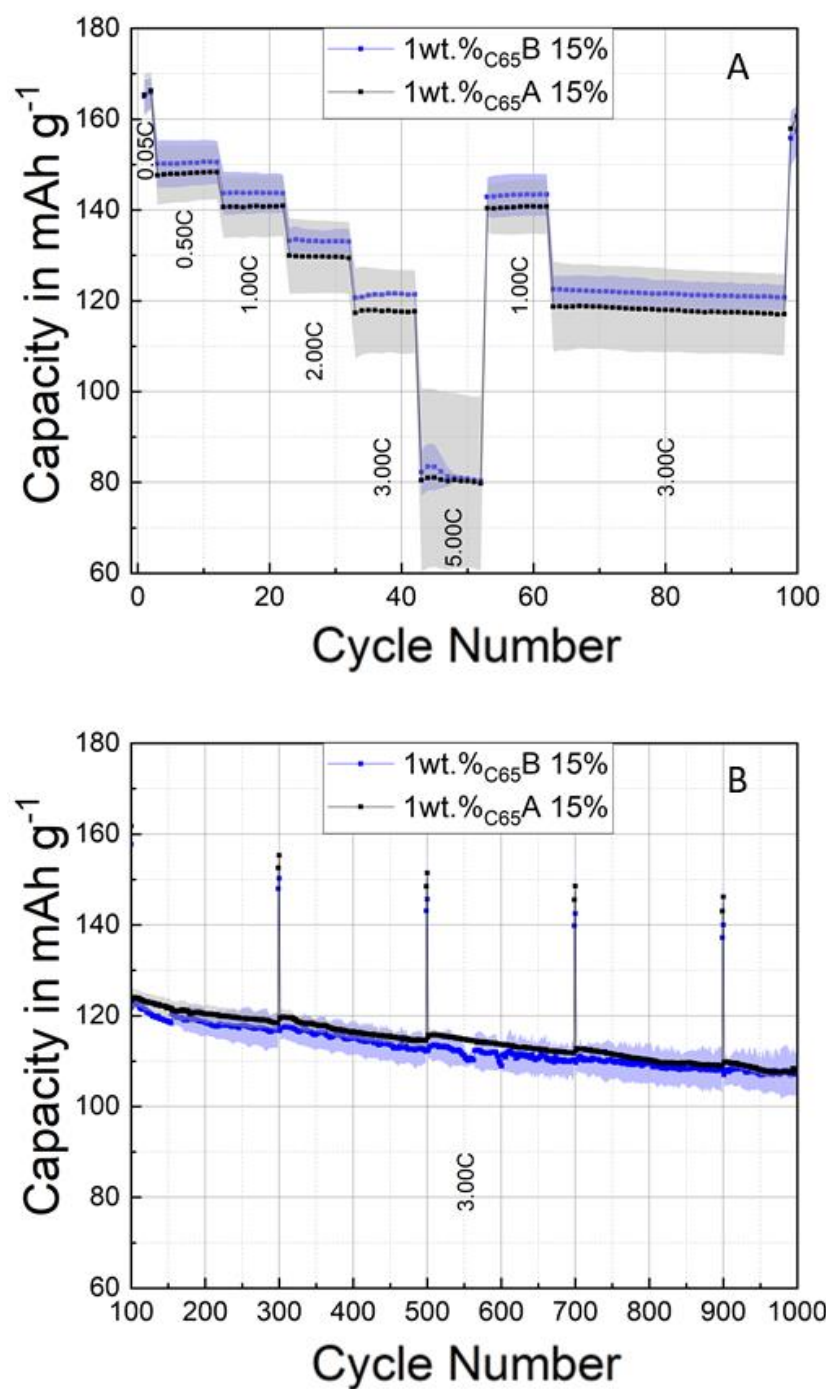 180
160
140
120
100
80
60
Capacity in mAh g⁻¹
1wt.%C65B 15%
1wt.%C65A 15%
A
0.05C
0.50C
1.00C
2.00C
3.00C
5.00C
1.00C
3.00C
0 20 40 60 80 100
Cycle Number
180
160
140
120
100
80
60
Capacity in mAh g⁻¹
1wt.%C65B 15%
1wt.%C65A 15%
B
3.00C
100 200 300 400 500 600 700 800 900 1000
Cycle Number